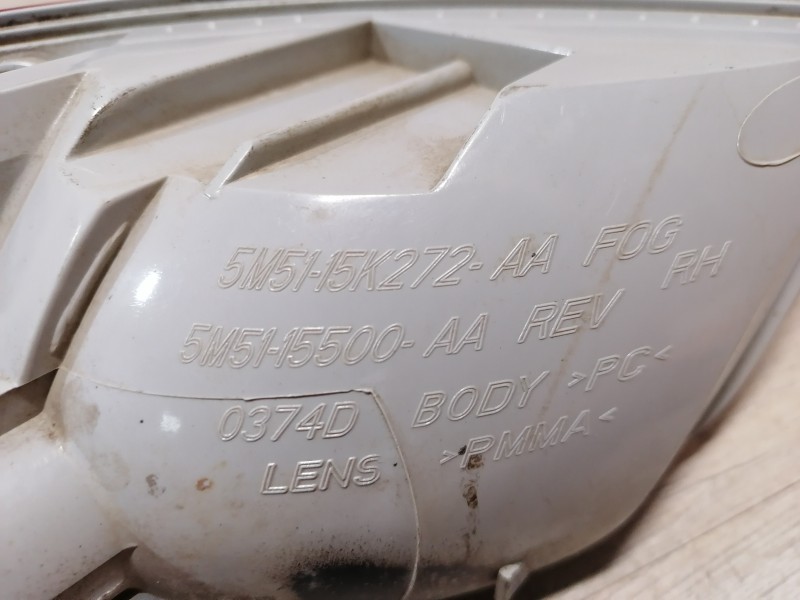 5M51-15K272-AA FOG
RH
5M51-15500-AA REV
0374D BODY >PC<
LENS >PMMA<